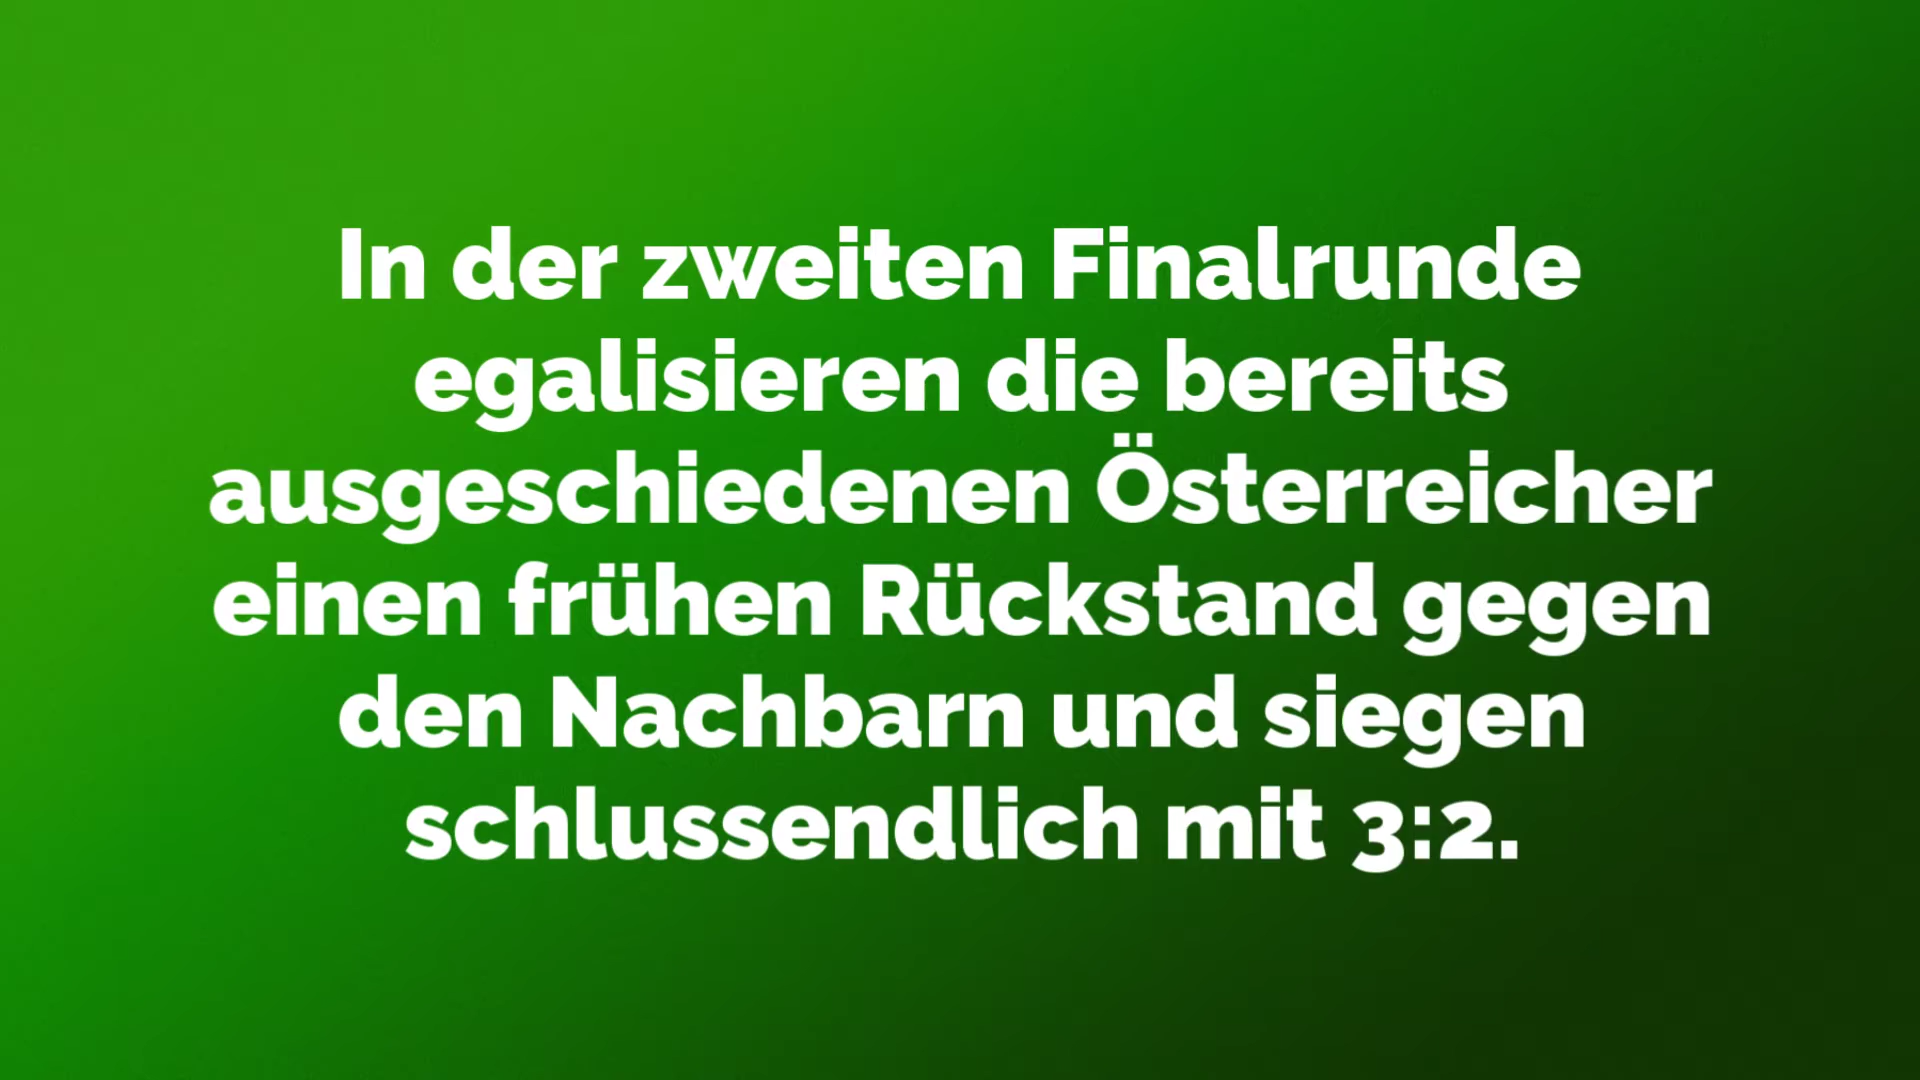 In der zweiten Finalrunde
egalisieren die bereits
ausgeschiedenen Österreicher
einen frühen Rückstand gegen
den Nachbarn und siegen
schlussendlich mit 3:2.